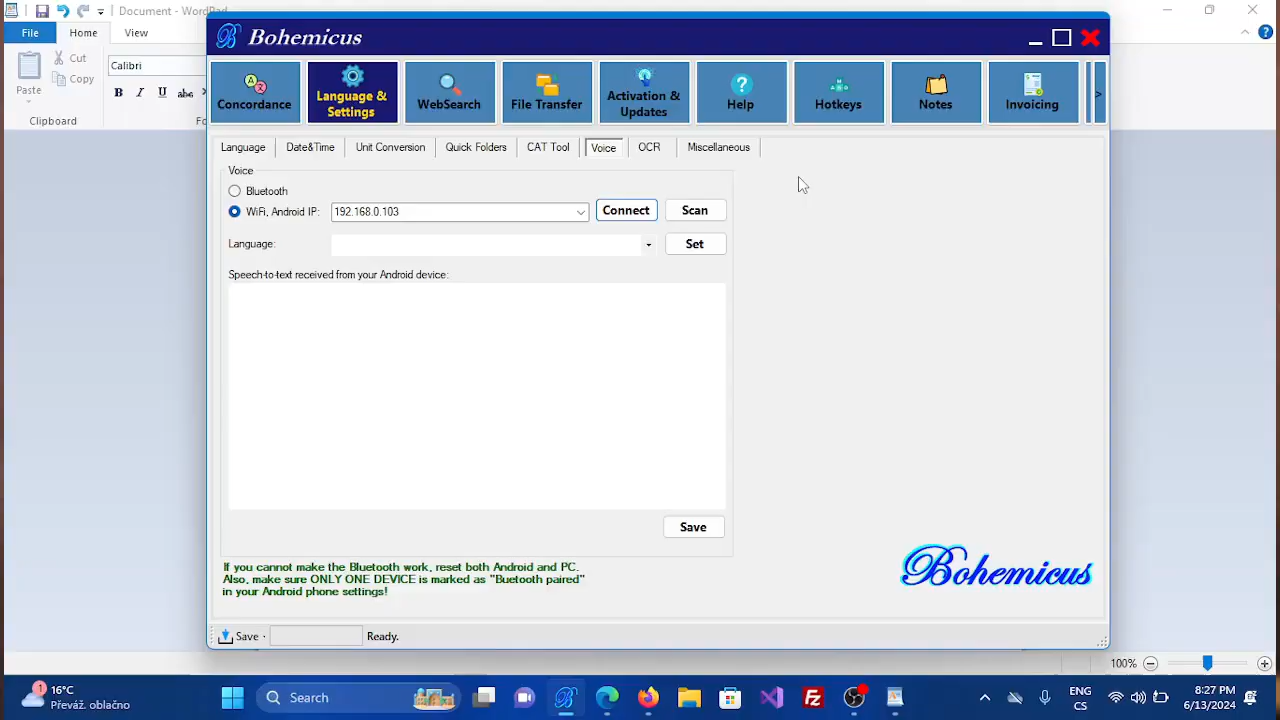 Document - WordPad
File
Home
View
Paste
Cut
Copy
Calibri
B I U abc
Clipboard
Bohemicus
Concordance
Language & Settings
WebSearch
File Transfer
Activation & Updates
Help
Hotkeys
Notes
Invoicing
>
Language
Date&Time
Unit Conversion
Quick Folders
CAT Tool
Voice
OCR
Miscellaneous
Voice
Bluetooth
WiFi, Android IP: 192.168.0.103 Connect Scan
Language: Set
Speech-to-text received from your Android device:
Save
If you cannot make the Bluetooth work, reset both Android and PC.
Also, make sure ONLY ONE DEVICE is marked as "Buetooth paired"
in your Android phone settings!
Bohemicus
Save Ready.
100%
1
16°C
Převáž. oblačno
Search
ENG
CS
8:27 PM
6/13/2024